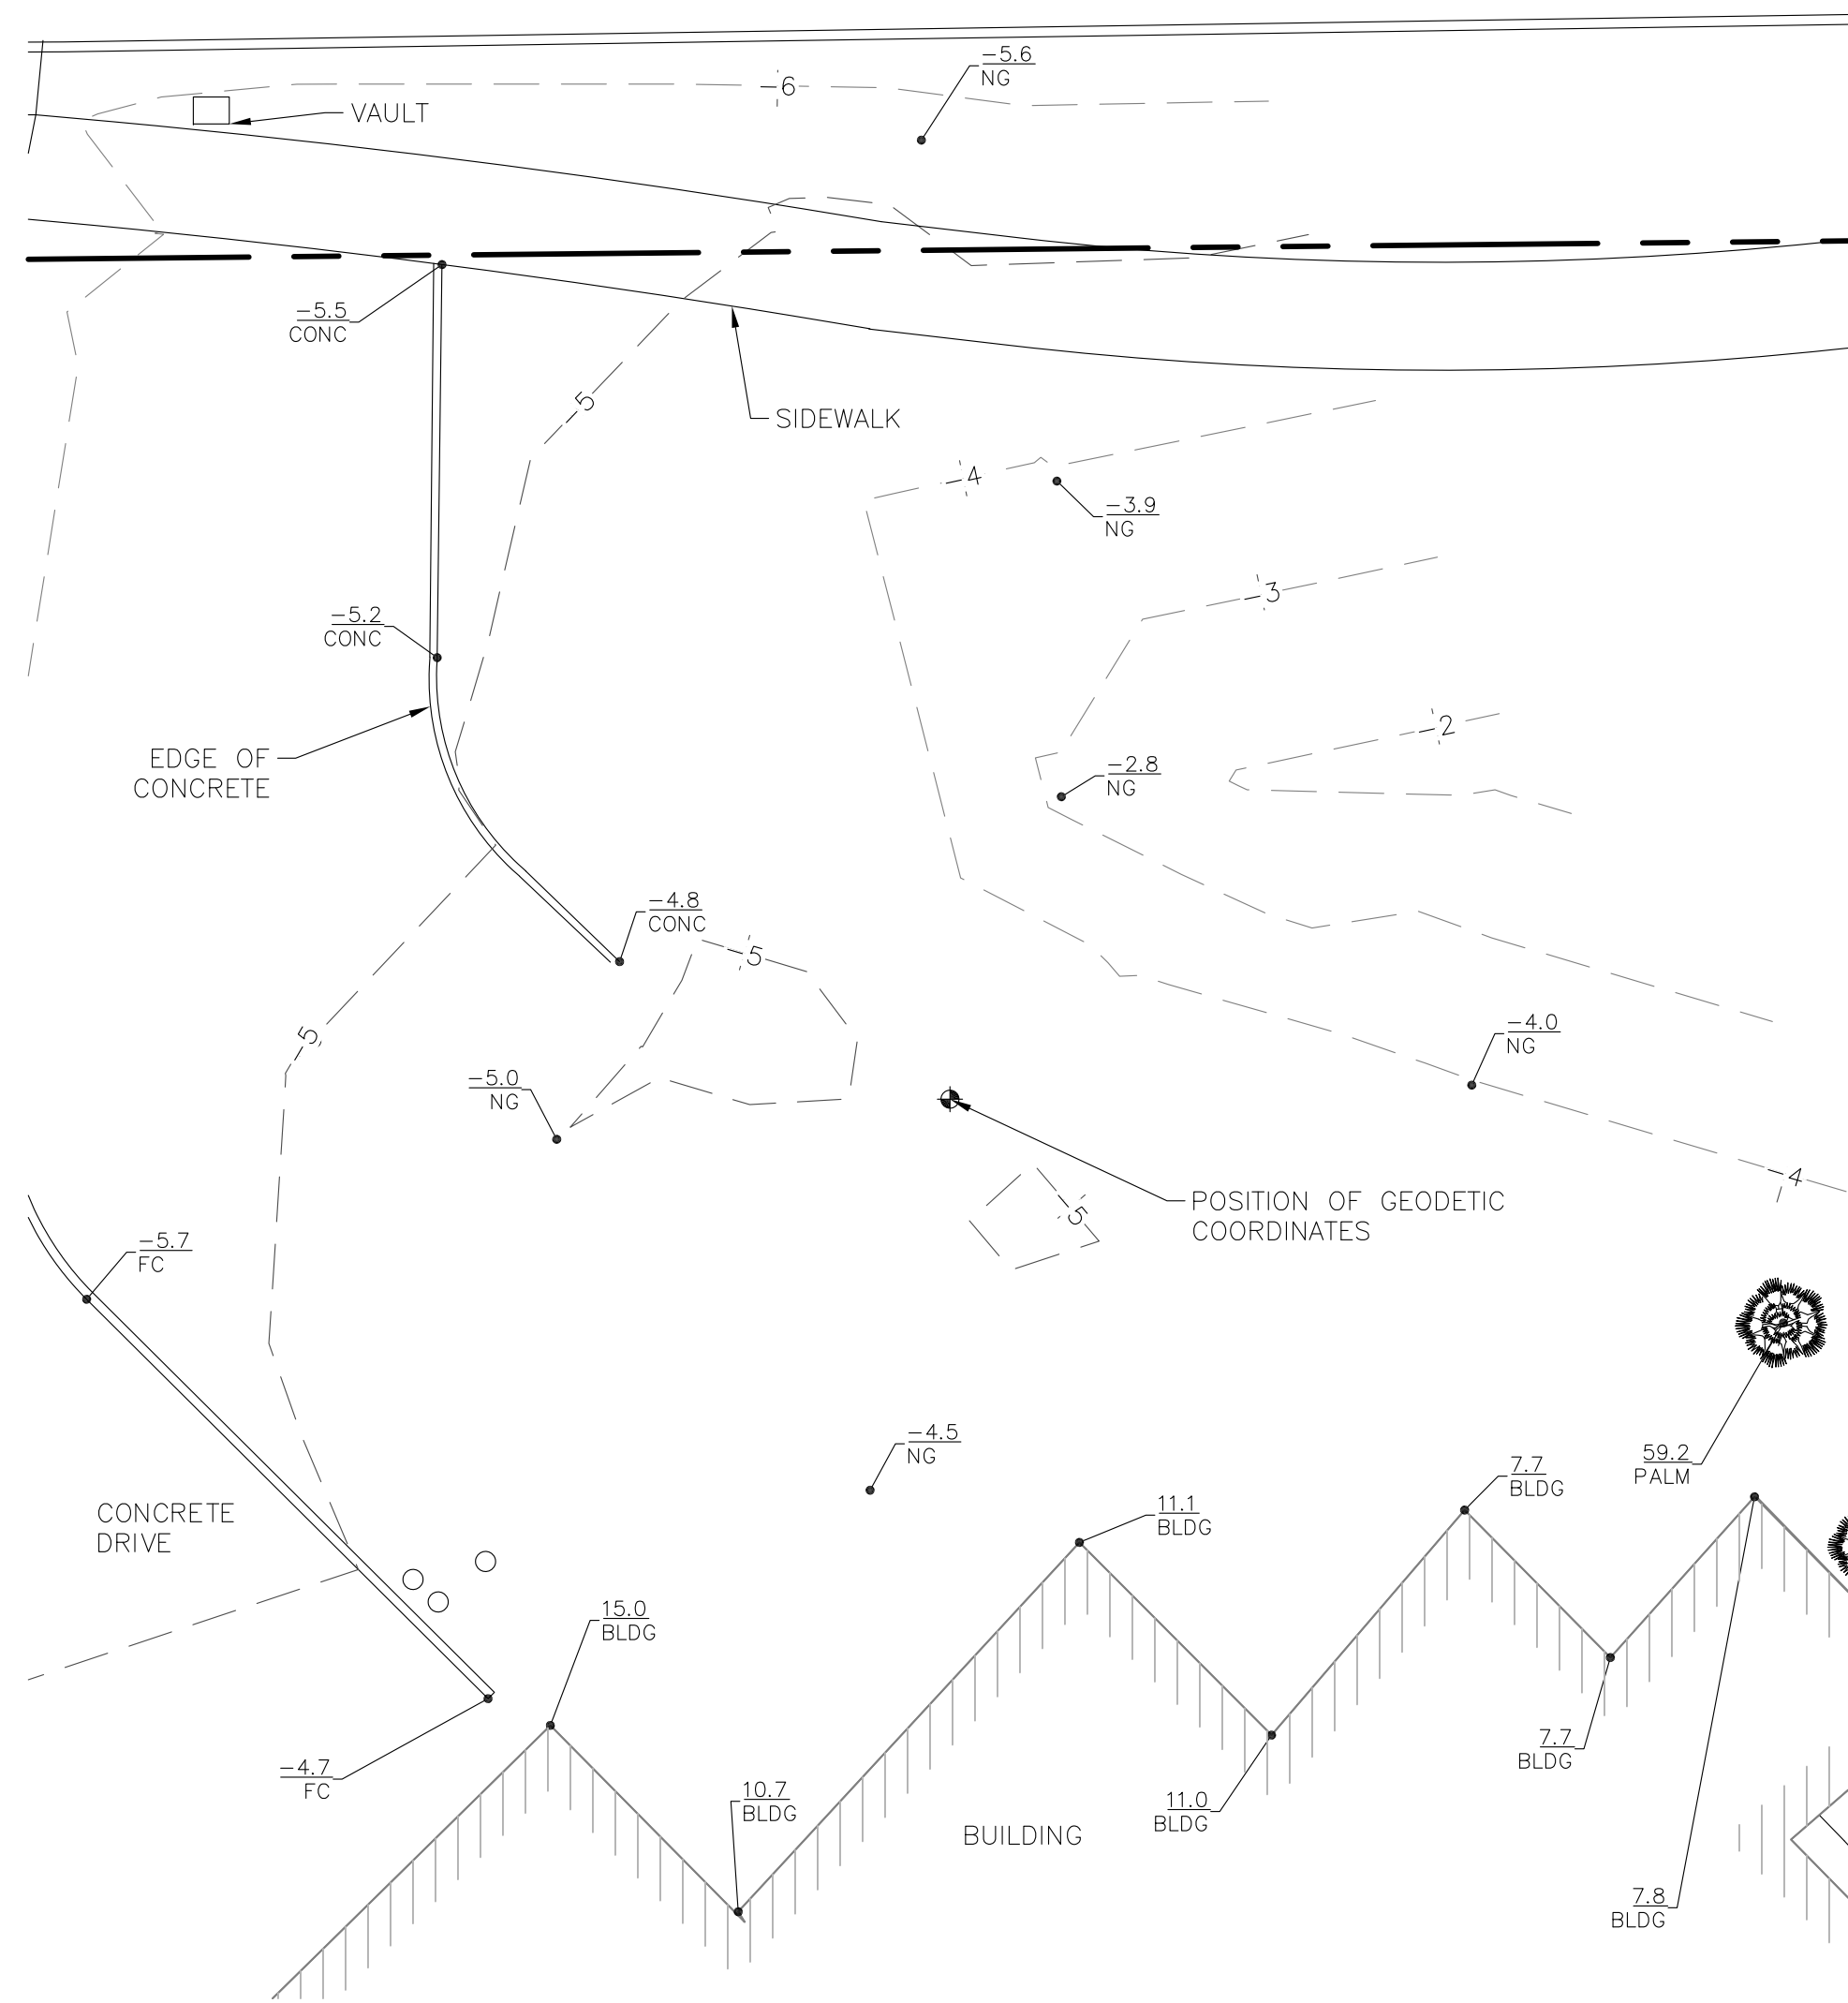 -5.6
NG
-6
VAULT
-5.5
CONC
-5
SIDEWALK
-4
-3.9
NG
-3
-5.2
CONC
-2
EDGE OF
CONCRETE
-2.8
NG
-4.8
CONC
-5
-5
-4.0
NG
-5.0
NG
-4
POSITION OF GEODETIC
COORDINATES
-5
-5.7
FC
-4.5
NG
59.2
PALM
7.7
BLDG
11.1
BLDG
CONCRETE
DRIVE
15.0
BLDG
7.7
BLDG
-4.7
FC
10.7
BLDG
11.0
BLDG
BUILDING
7.8
BLDG